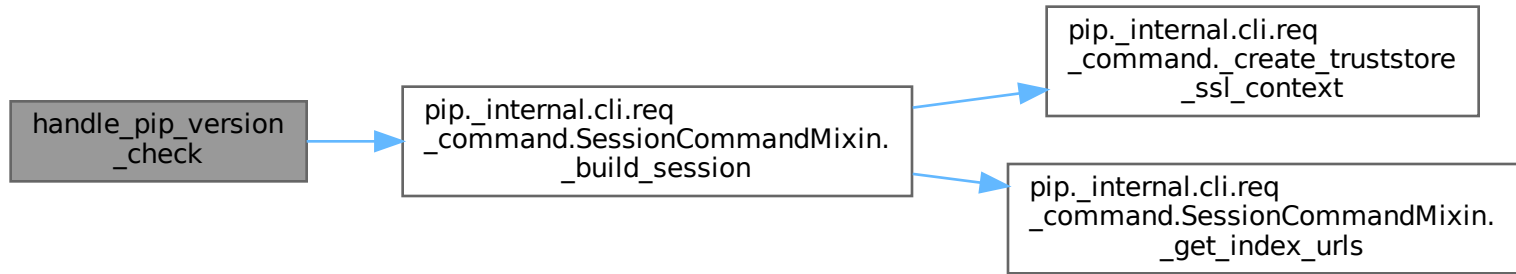 handle_pip_version
_check
pip._internal.cli.req
_command.SessionCommandMixin.
_build_session
pip._internal.cli.req
_command._create_truststore
_ssl_context
pip._internal.cli.req
_command.SessionCommandMixin.
_get_index_urls